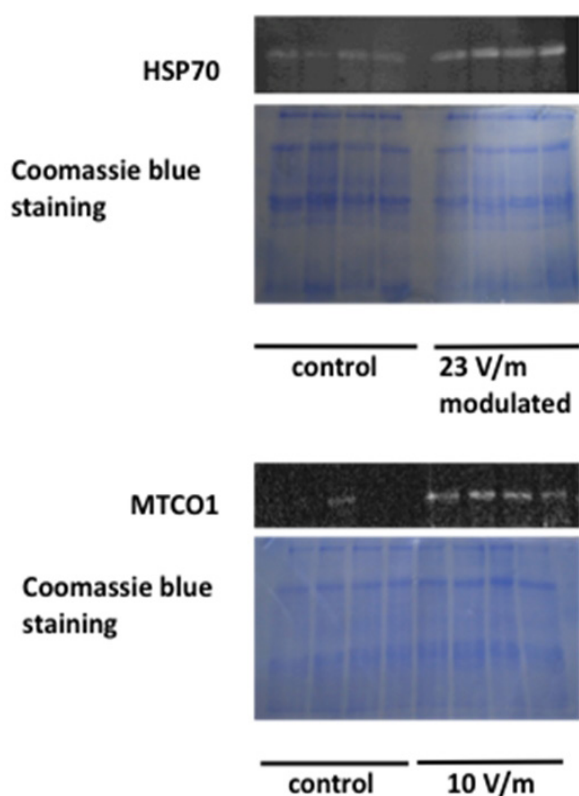 HSP70
Coomassie blue
staining
control
23 V/m
modulated
MTCO1
Coomassie blue
staining
control
10 V/m